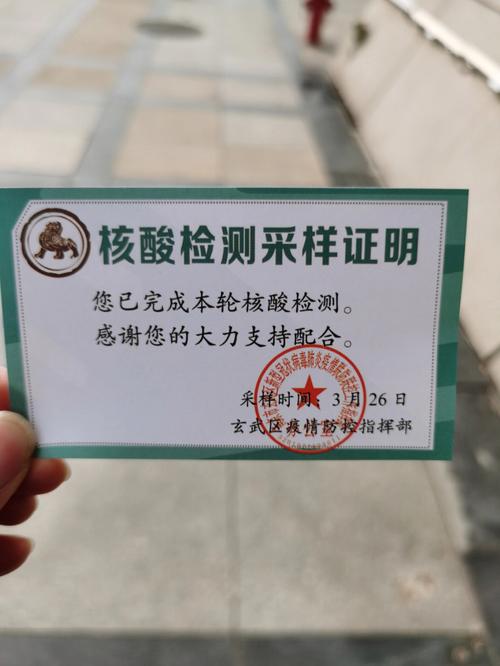 核酸检测采样证明
您已完成本轮核酸检测。
感谢您的大力支持配合。
采样时间：3月26日
玄武区疫情防控指挥部